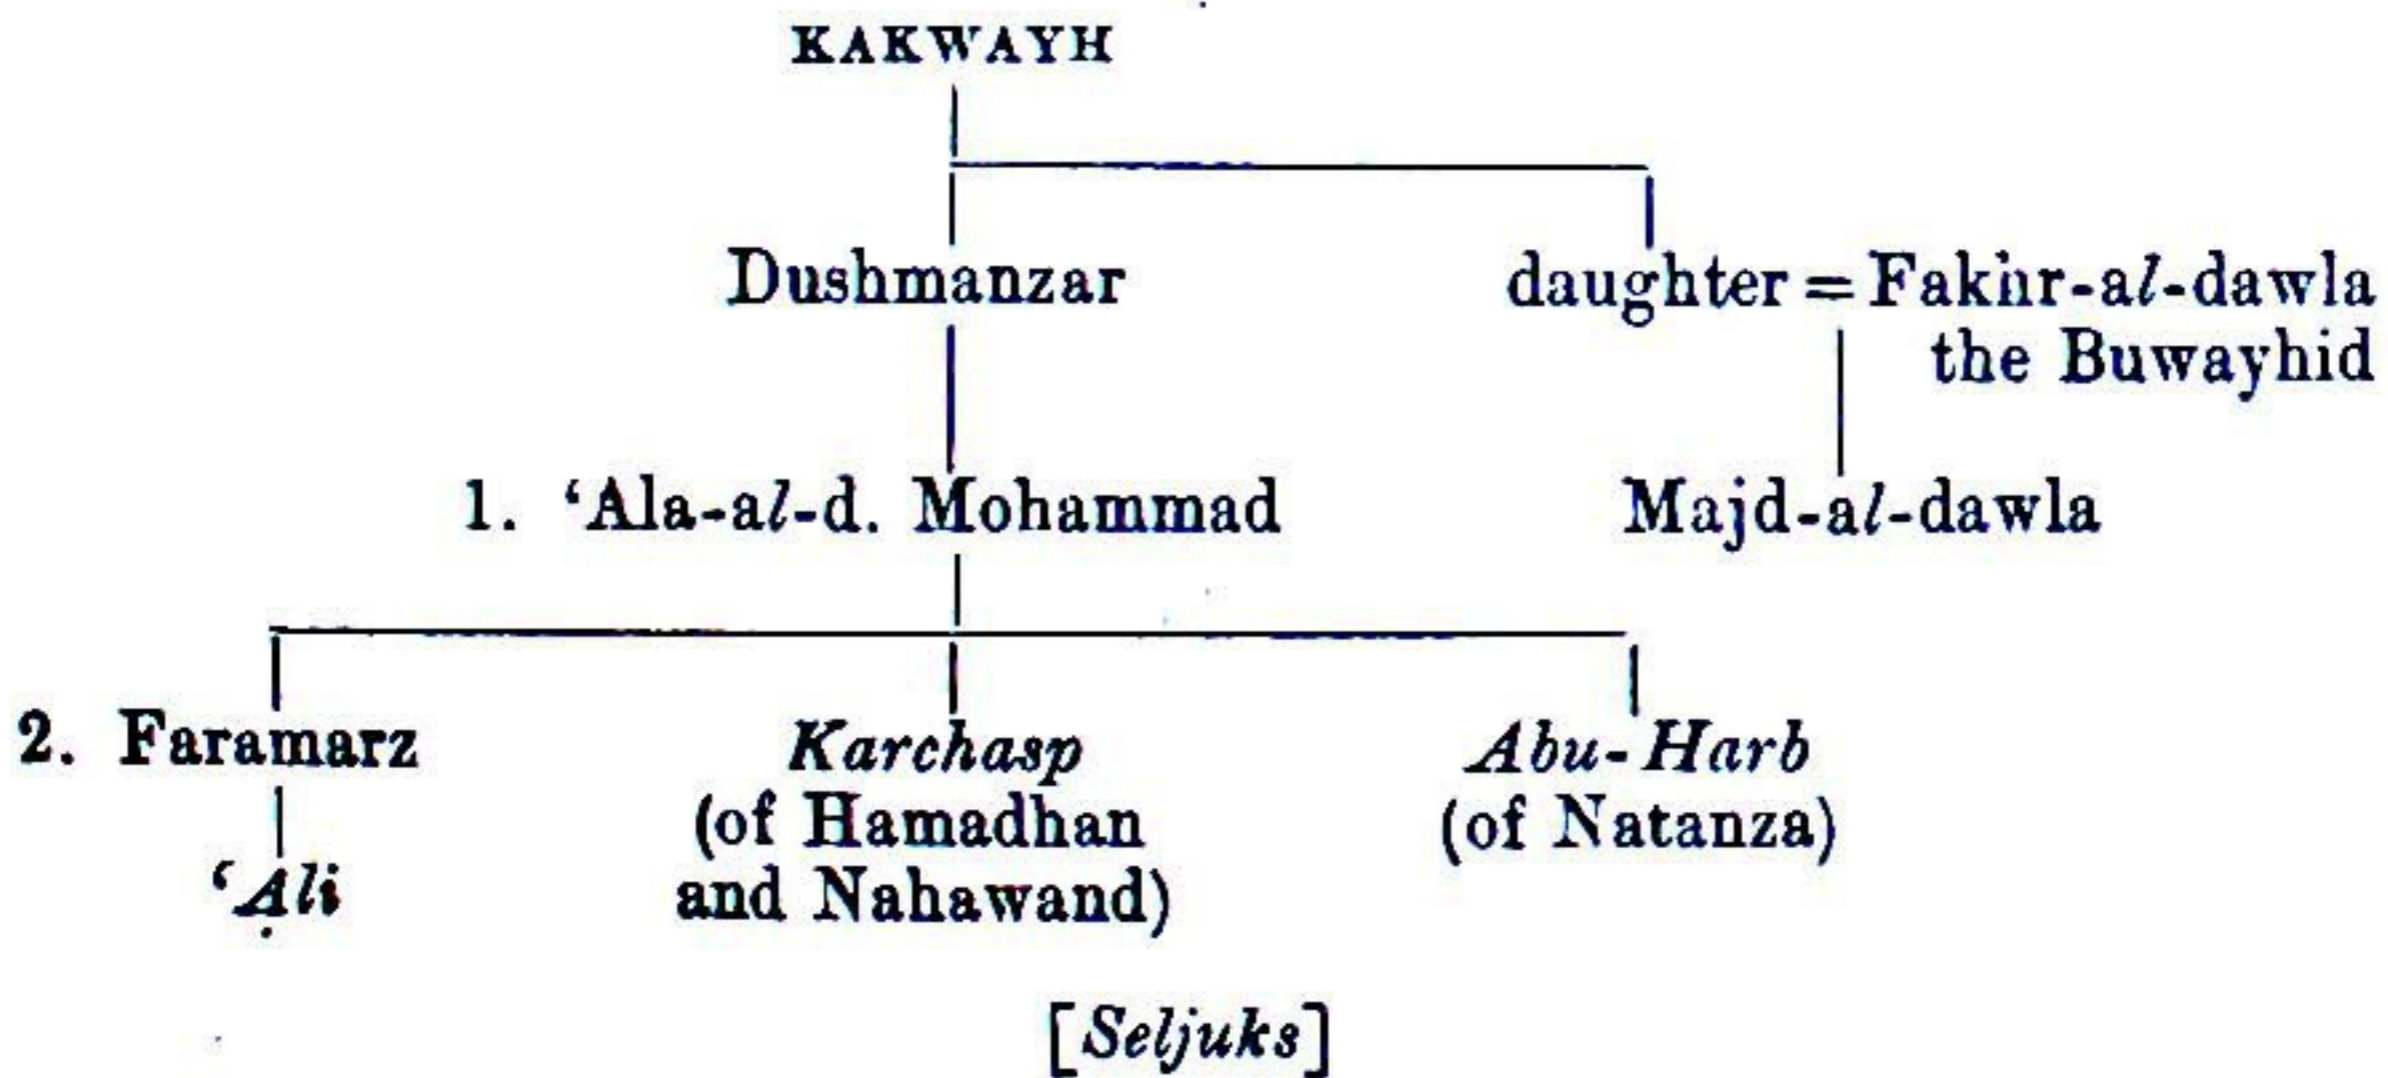 KAKWAYH
Dushmanzar daughter = Fakhr-al-dawla
the Buwayhid
1. ‘Ala-al-d. Mohammad Majd-al-dawla
2. Faramarz Karchasp Abu-Harb
(of Hamadhan (of Natanza)
‘Ali and Nahawand)
[Seljuks]